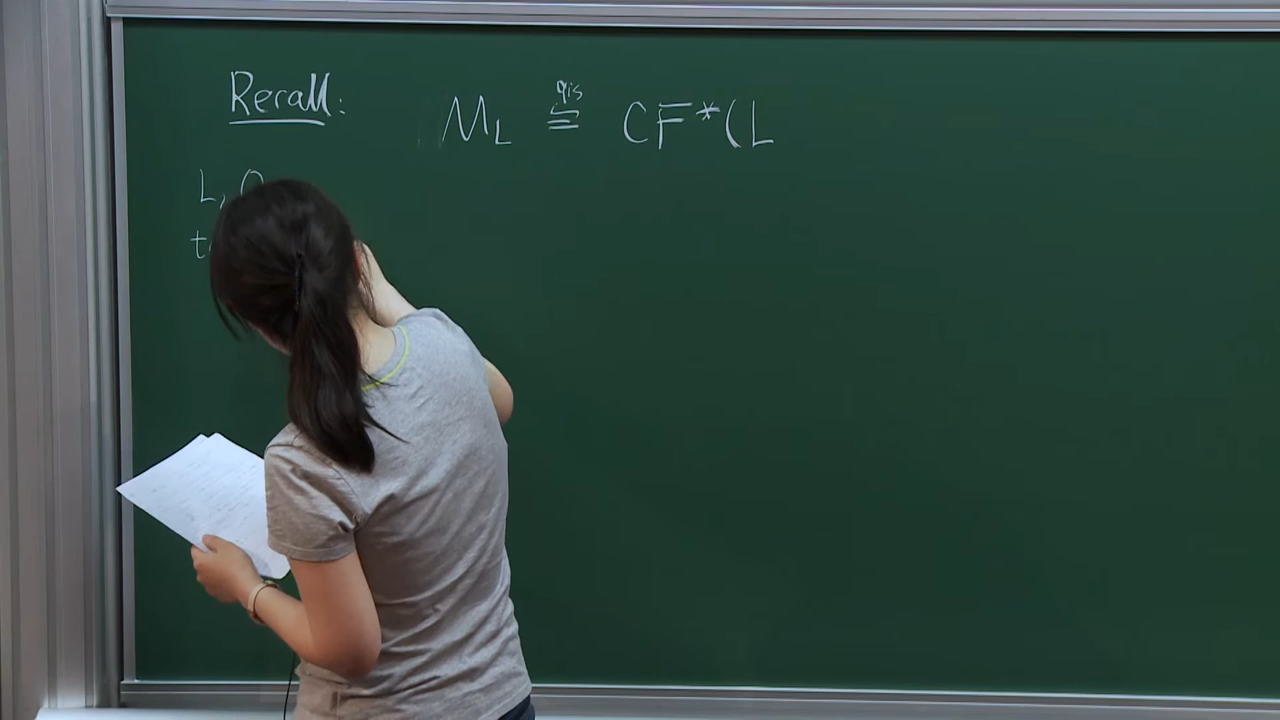 Recall:
M_L ≅^{qis} CF*(L
L, Q
t